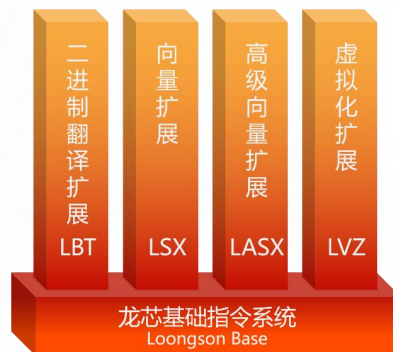 二进制翻译扩展
LBT
向量扩展
LSX
高级向量扩展
LASX
虚拟化扩展
LVZ
龙芯基础指令系统
Loongson Base